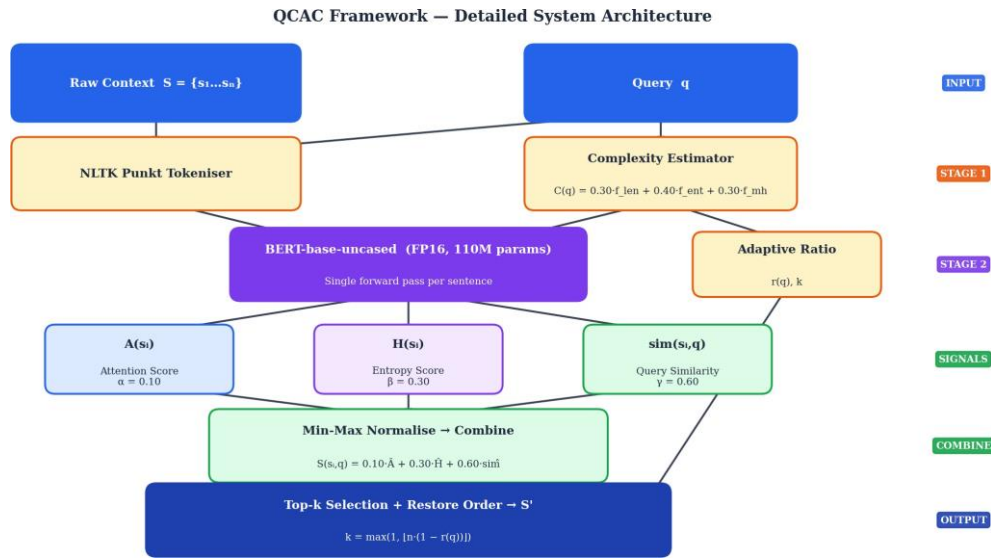 QCAC Framework — Detailed System Architecture
Raw Context S = {s₁...sₙ}
Query q
INPUT
NLTK Punkt Tokeniser
Complexity Estimator
C(q) = 0.30·f_len + 0.40·f_ent + 0.30·f_mh
STAGE 1
BERT-base-uncased (FP16, 110M params)
Single forward pass per sentence
Adaptive Ratio
r(q), k
STAGE 2
A(sᵢ)
Attention Score
α = 0.10
H(sᵢ)
Entropy Score
β = 0.30
sim(sᵢ,q)
Query Similarity
γ = 0.60
SIGNALS
Min-Max Normalise → Combine
S(sᵢ,q) = 0.10·Â + 0.30·Ĥ + 0.60·sim̂
COMBINE
Top-k Selection + Restore Order → S'
k = max(1, ⌊n·(1 − r(q))⌋)
OUTPUT